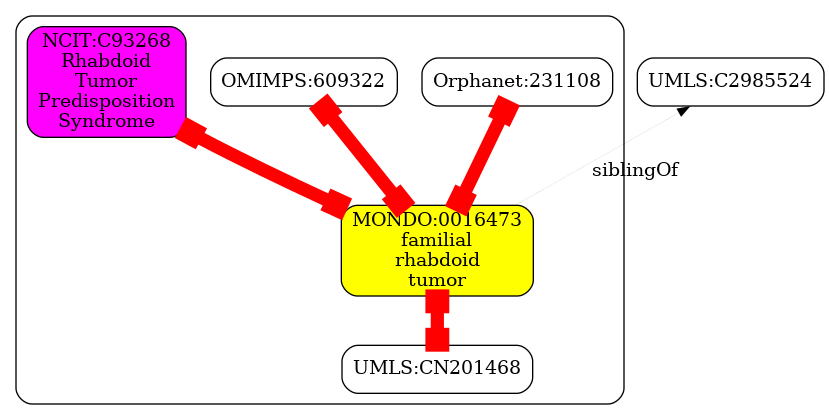 NCIT:C93268
Rhabdoid
Tumor
Predisposition
Syndrome
OMIMPS:609322
Orphanet:231108
UMLS:C2985524
siblingOf
MONDO:0016473
familial
rhabdoid
tumor
UMLS:CN201468